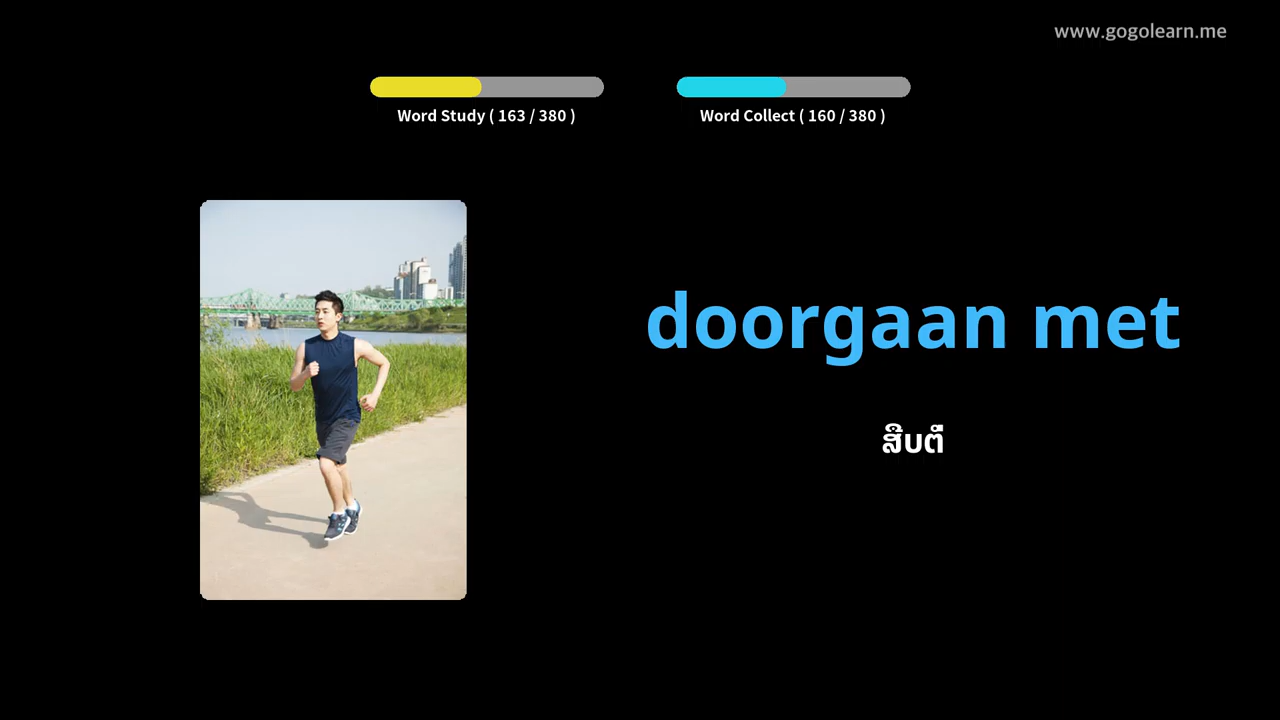 www.gogolearn.me
Word Study ( 163 / 380 )
Word Collect ( 160 / 380 )
doorgaan met
ສືບຕໍ່